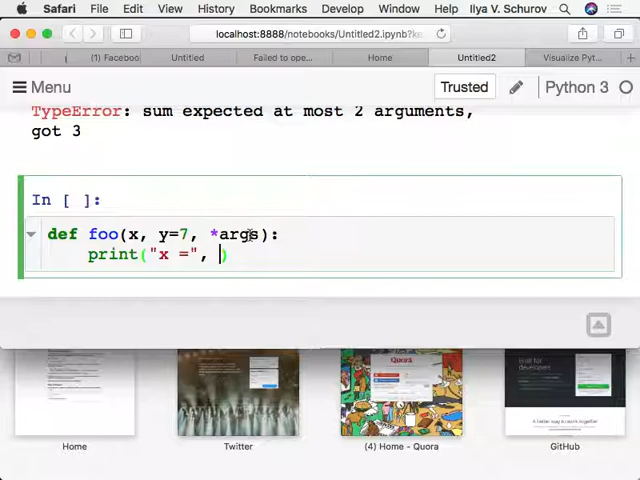 Safari File Edit View History Bookmarks Develop Window Help Ilya V. Schurov
localhost:8888/notebooks/Untitled2.ipynb?ke
(1) Faceboo Untitled Failed to ope... Home Untitled2 Visualize Pyt...
Menu Trusted Python 3
TypeError: sum expected at most 2 arguments,
got 3
In [ ]:
def foo(x, y=7, *args):
print("x =", )
Home Twitter (4) Home - Quora GitHub